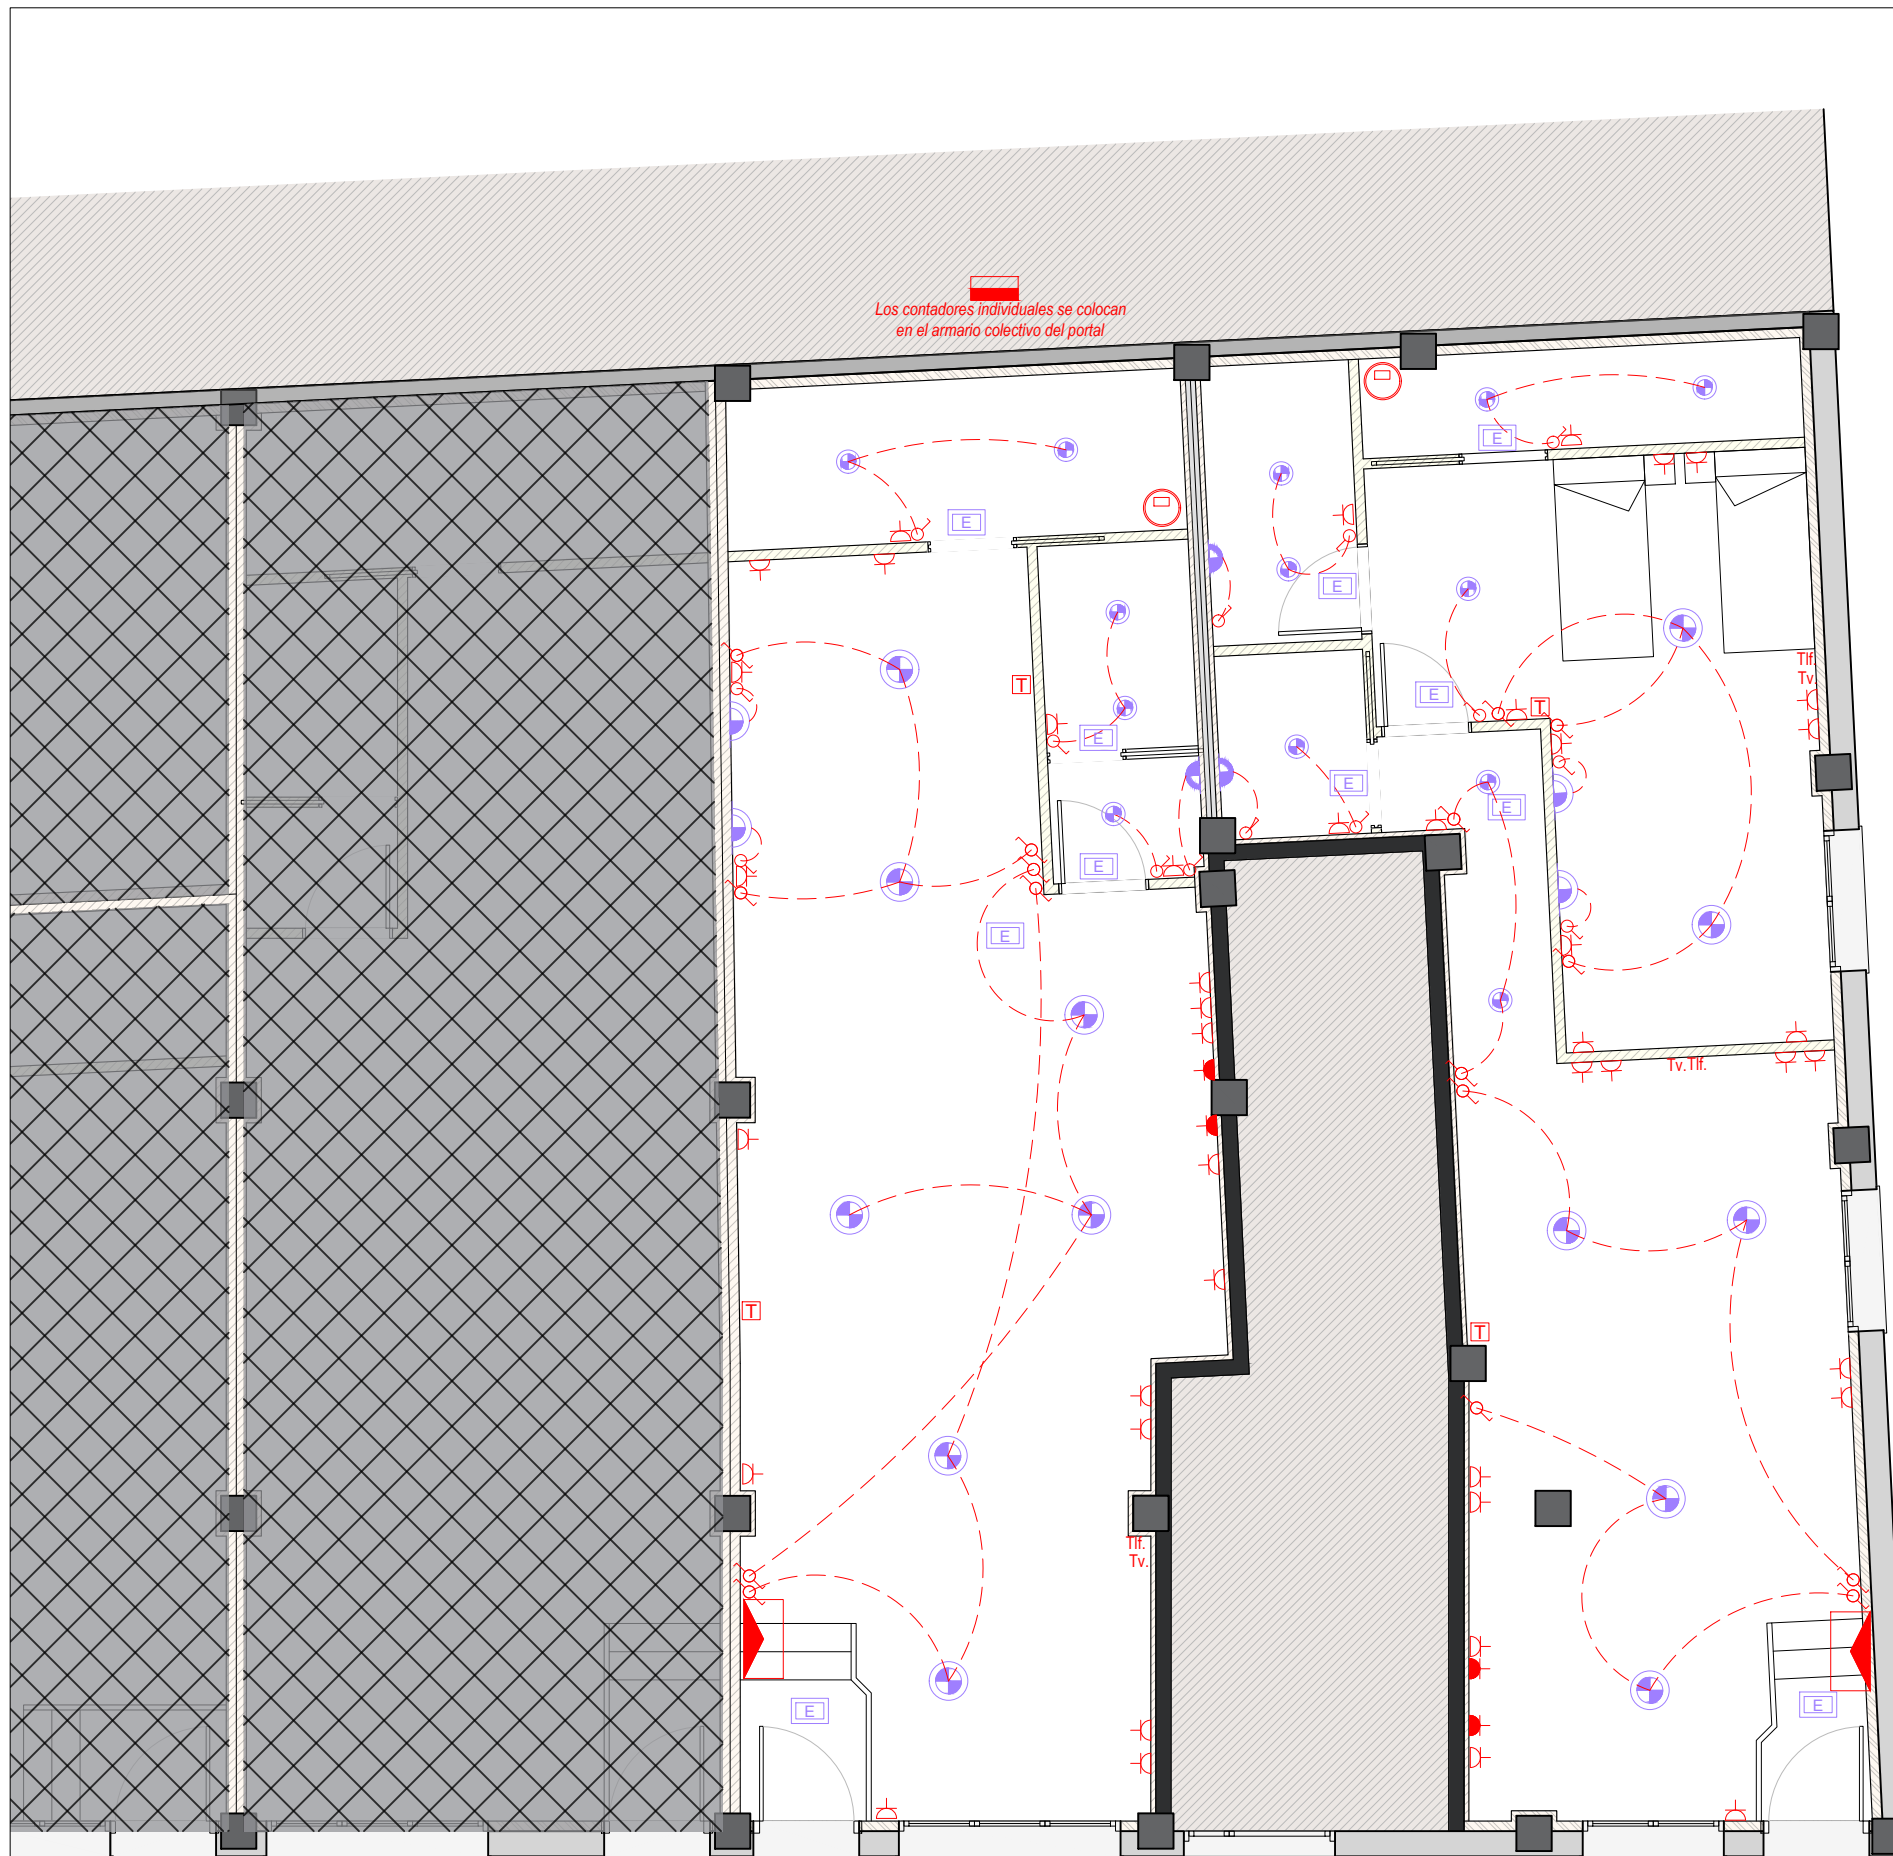 Los contadores individuales se colocan
en el armario colectivo del portal
E
E
E
E
Tlf.
Tv.
T
E
T
E
E
E
E
E
Tv. Tlf.
T
T
Tlf.
Tv.
E
E